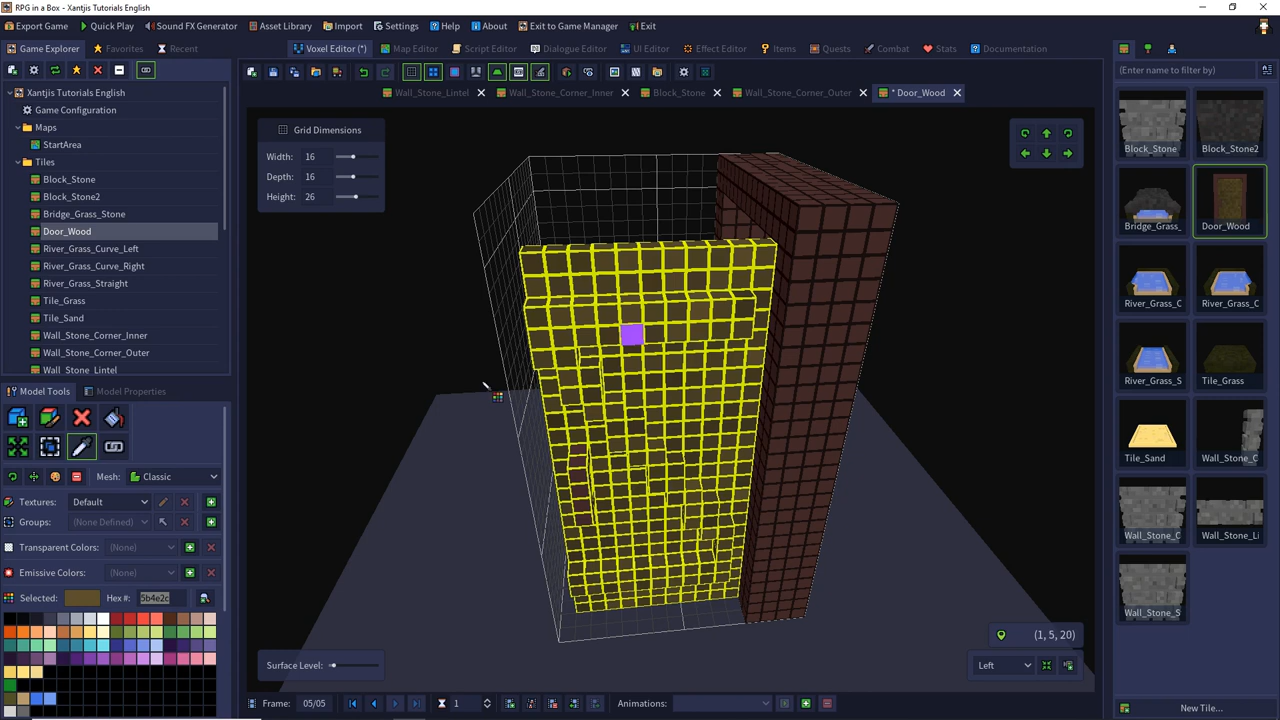 RPG in a Box - Xantjis Tutorials English
Export Game
Quick Play
Sound FX Generator
Asset Library
Import
Settings
Help
About
Exit to Game Manager
Exit
Game Explorer
Favorites
Recent
Voxel Editor (*)
Map Editor
Script Editor
Dialogue Editor
UI Editor
Effect Editor
Items
Quests
Combat
Stats
Documentation
Wall_Stone_Lintel
Wall_Stone_Corner_Inner
Block_Stone
Wall_Stone_Corner_Outer
* Door_Wood
(Enter name to filter by)
Xantjis Tutorials English
Game Configuration
Maps
StartArea
Tiles
Block_Stone
Block_Stone2
Bridge_Grass_Stone
Door_Wood
River_Grass_Curve_Left
River_Grass_Curve_Right
River_Grass_Straight
Tile_Grass
Tile_Sand
Wall_Stone_Corner_Inner
Wall_Stone_Corner_Outer
Wall_Stone_Lintel
Grid Dimensions
Width: 16
Depth: 16
Height: 26
Model Tools
Model Properties
Mesh: Classic
Textures: Default
Groups: (None Defined)
Transparent Colors: (None)
Emissive Colors: (None)
Selected: Hex #: 5b4e2c
Surface Level:
(1, 5, 20)
Left
Frame: 05/05
1
Animations:
Block_Stone
Block_Stone2
Bridge_Grass_
Door_Wood
River_Grass_C
River_Grass_C
River_Grass_S
Tile_Grass
Tile_Sand
Wall_Stone_C
Wall_Stone_C
Wall_Stone_Li
Wall_Stone_S
New Tile...